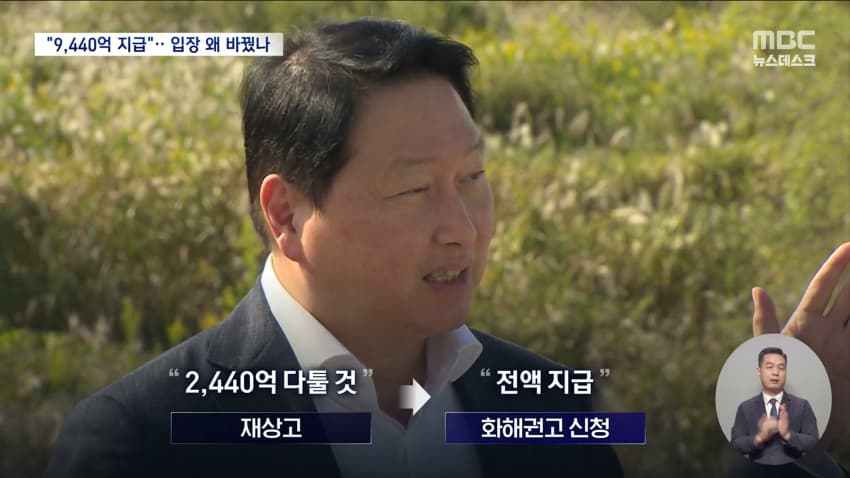 "9,440억 지급"‥ 입장 왜 바꿨나
MBC
뉴스데스크
" 2,440억 다툴 것 "
" 전액 지급 "
재상고
화해권고 신청